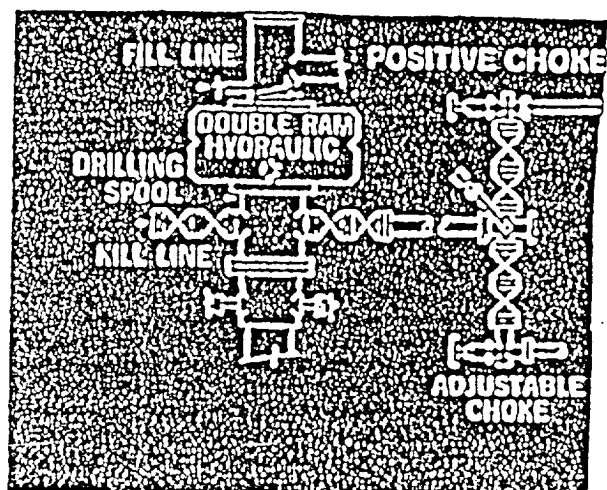 FILL LINE
POSITIVE CHOKE
DOUBLE RAM
HYDRAULIC
DRILLING
SPOOL
KILL LINE
ADJUSTABLE
CHOKE